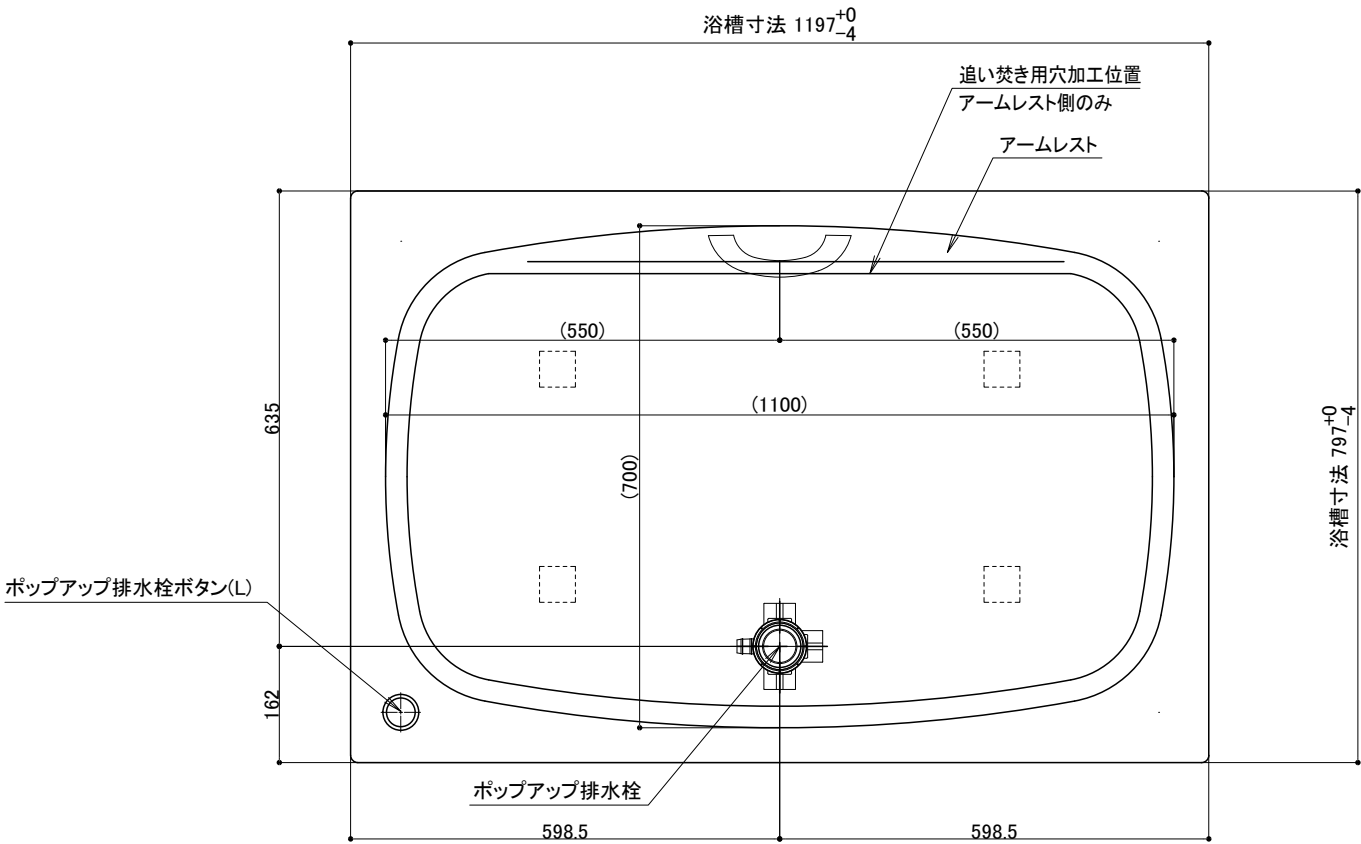 浴槽寸法 1197+0
-4
追い焚き用穴加工位置
アームレスト側のみ
アームレスト
(550)
(550)
(1100)
635
(700)
浴槽寸法 797+0
-4
ポップアップ排水栓ボタン(L)
162
ポップアップ排水栓
598.5
598.5